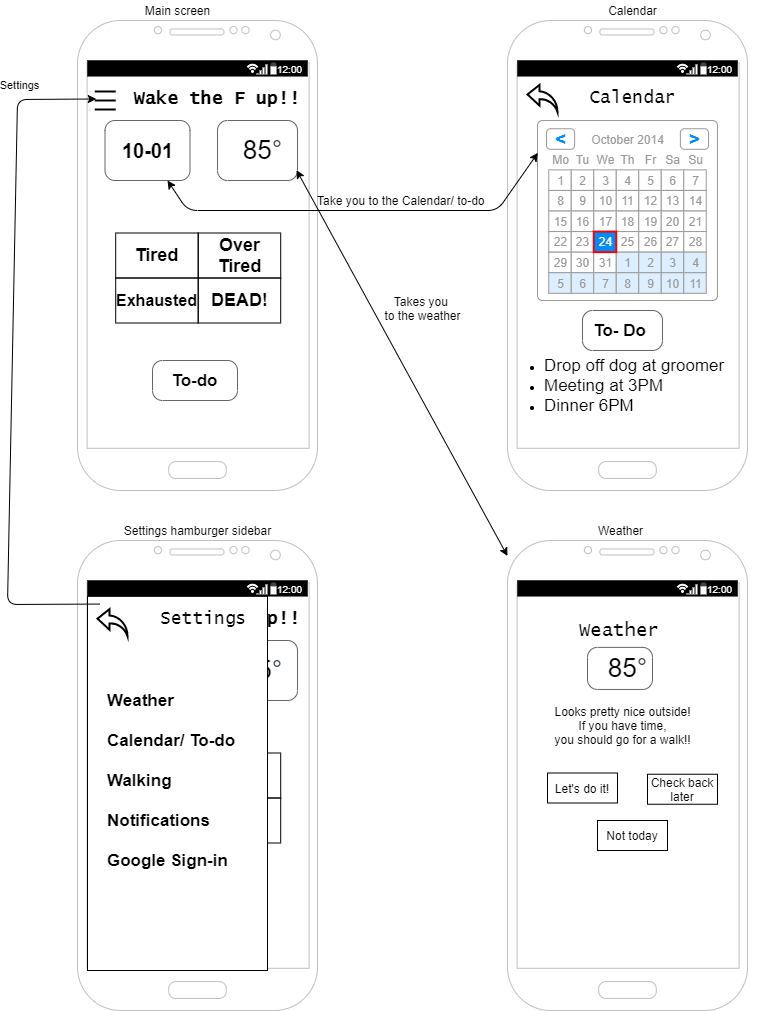 Main screen
12:00
Settings
Wake the F up!!
10-01
85°
Take you to the Calendar/ to-do
Tired
Over
Tired
Exhausted
DEAD!
To-do
Calendar
12:00
Calendar
< October 2014 >
Mo Tu We Th Fr Sa Su
1 2 3 4 5 6 7
8 9 10 11 12 13 14
15 16 17 18 19 20 21
22 23 24 25 26 27 28
29 30 31 1 2 3 4
5 6 7 8 9 10 11
To- Do
Drop off dog at groomer
Meeting at 3PM
Dinner 6PM
Takes you
to the weather
Settings hamburger sidebar
12:00
Settings
p!!
5°
Weather
Calendar/ To-do
Walking
Notifications
Google Sign-in
Weather
12:00
Weather
85°
Looks pretty nice outside!
If you have time,
you should go for a walk!!
Let's do it!
Check back
later
Not today